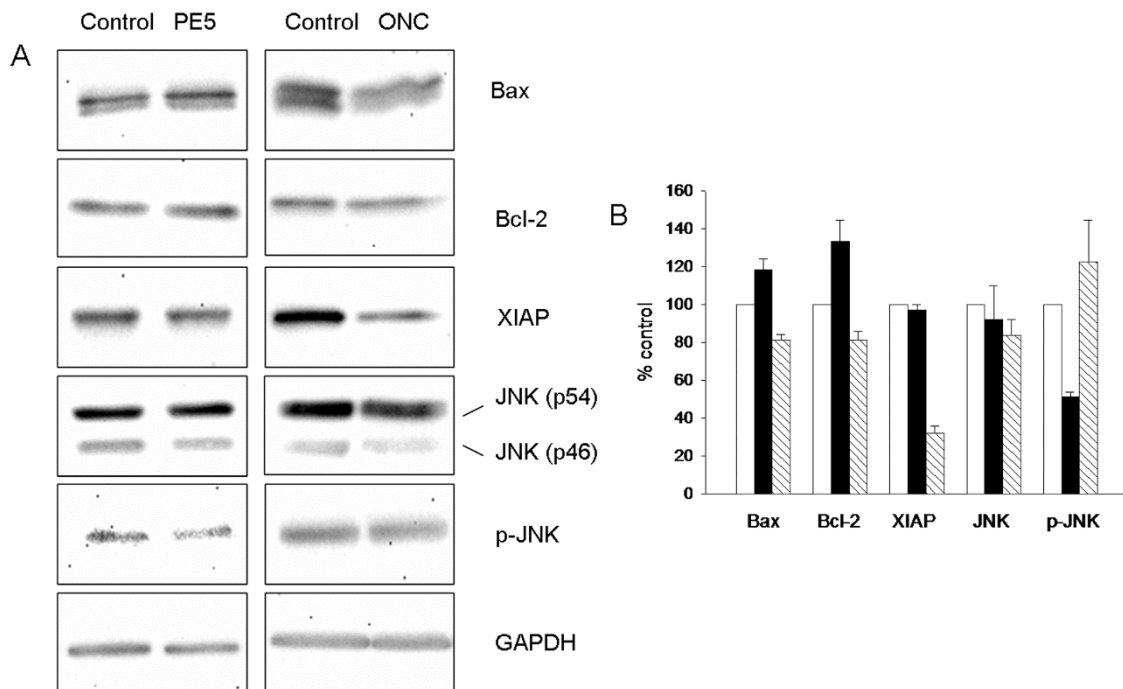 Control PE5 Control ONC
A
Bax
Bcl-2
XIAP
JNK (p54)
JNK (p46)
p-JNK
GAPDH
B
% control
160
140
120
100
80
60
40
20
0
Bax Bcl-2 XIAP JNK p-JNK